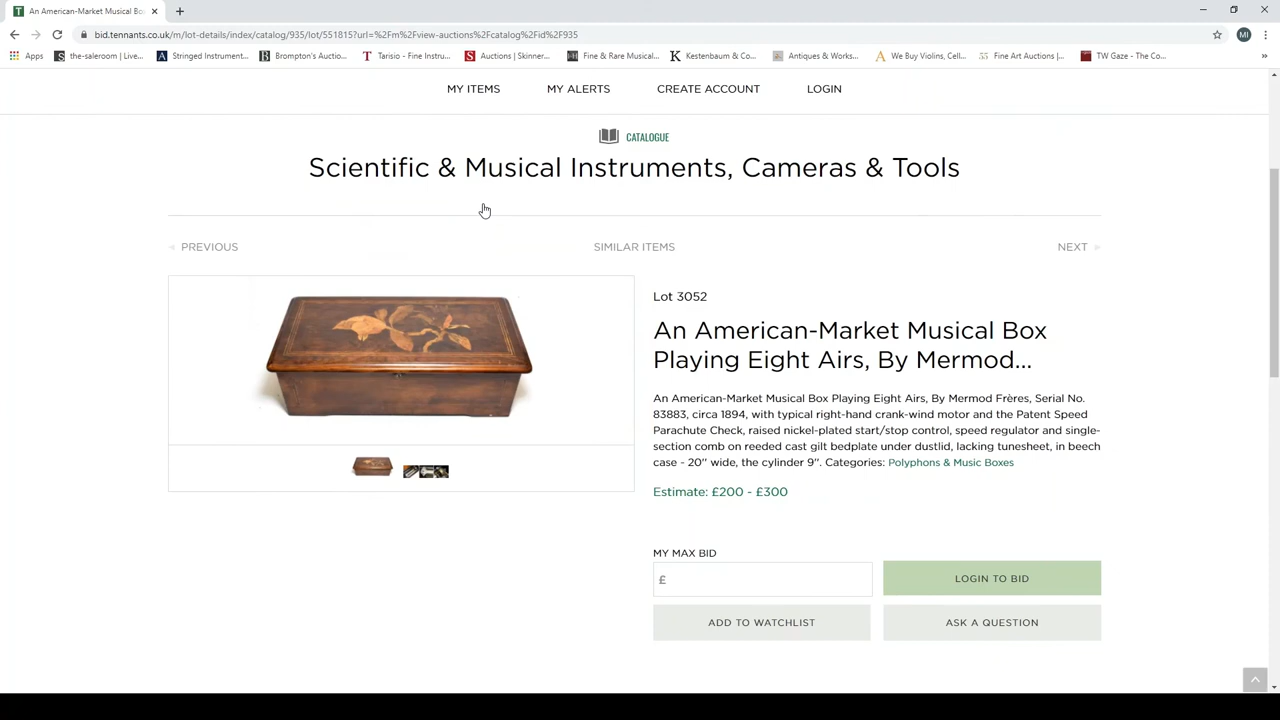 An American-Market Musical Bo
bid.tennants.co.uk/m/lot-details/index/catalog/935/lot/551815?url=%2Fm%2Fview-auctions%2Fcatalog%2Fid%2F935
MI
Apps the-saleroom | Live... Stringed Instrument... Brompton's Auctio... Tarisio - Fine Instru... Auctions | Skinner... Fine & Rare Musical... Kestenbaum & Co... Antiques & Works... We Buy Violins, Cell... Fine Art Auctions |... TW Gaze - The Co... »
MY ITEMS MY ALERTS CREATE ACCOUNT LOGIN
CATALOGUE
Scientific & Musical Instruments, Cameras & Tools
PREVIOUS SIMILAR ITEMS NEXT
Lot 3052
An American-Market Musical Box
Playing Eight Airs, By Mermod...
An American-Market Musical Box Playing Eight Airs, By Mermod Frères, Serial No.
83883, circa 1894, with typical right-hand crank-wind motor and the Patent Speed
Parachute Check, raised nickel-plated start/stop control, speed regulator and single-
section comb on reeded cast gilt bedplate under dustlid, lacking tunesheet, in beech
case - 20'' wide, the cylinder 9''. Categories: Polyphons & Music Boxes
Estimate: £200 - £300
MY MAX BID
£
LOGIN TO BID
ADD TO WATCHLIST ASK A QUESTION